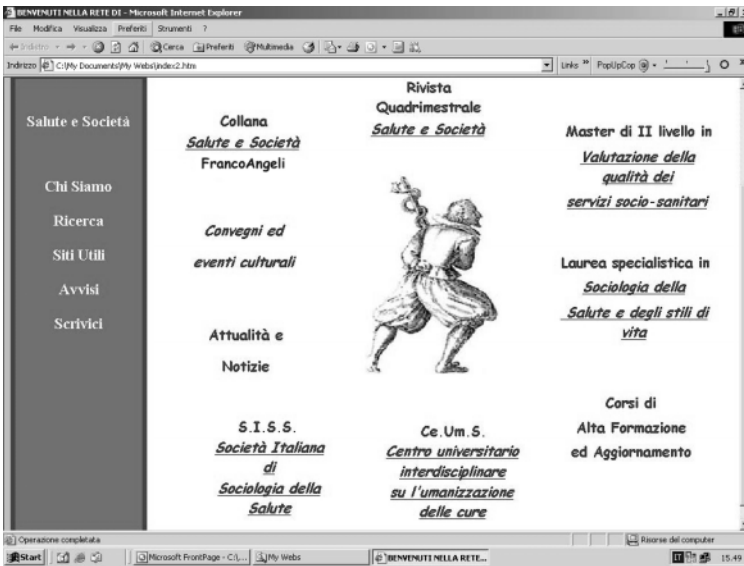 BENVENUTI NELLA RETE DI - Microsoft Internet Explorer
File Modifica Visualizza Preferiti Strumenti ?
Indietro Cerca Preferiti Multimedia
Indirizzo C:\My Documents\My Webs\index2.htm Links PopUpCop
Salute e Società
Chi Siamo
Ricerca
Siti Utili
Avvisi
Scrivici
Collana
Salute e Società
FrancoAngeli
Convegni ed
eventi culturali
Attualità e
Notizie
S.I.S.S.
Società Italiana
di
Sociologia della
Salute
Rivista
Quadrimestrale
Salute e Società
Ce.Um.S.
Centro universitario
interdisciplinare
su l'umanizzazione
delle cure
Master di II livello in
Valutazione della
qualità dei
servizi socio-sanitari
Laurea specialistica in
Sociologia della
Salute e degli stili di
vita
Corsi di
Alta Formazione
ed Aggiornamento
Operazione completata Risorse del computer
Start Microsoft FrontPage - C:\,... My Webs BENVENUTI NELLA RETE... IT 15.49